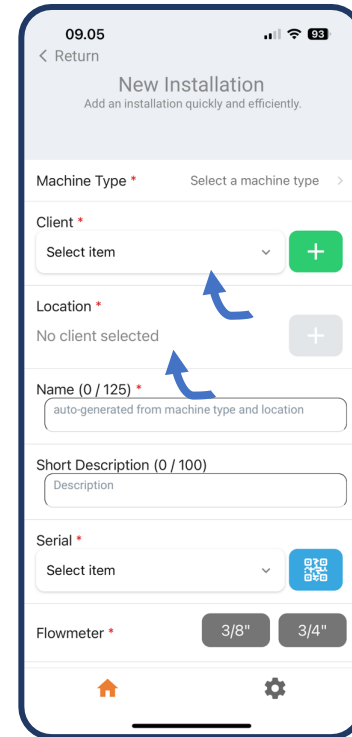 09.05
93
Return
New Installation
Add an installation quickly and efficiently.
Machine Type * Select a machine type
Client *
Select item
+
Location *
No client selected
+
Name (0 / 125) *
auto-generated from machine type and location
Short Description (0 / 100)
Description
Serial *
Select item
Flowmeter * 3/8" 3/4"